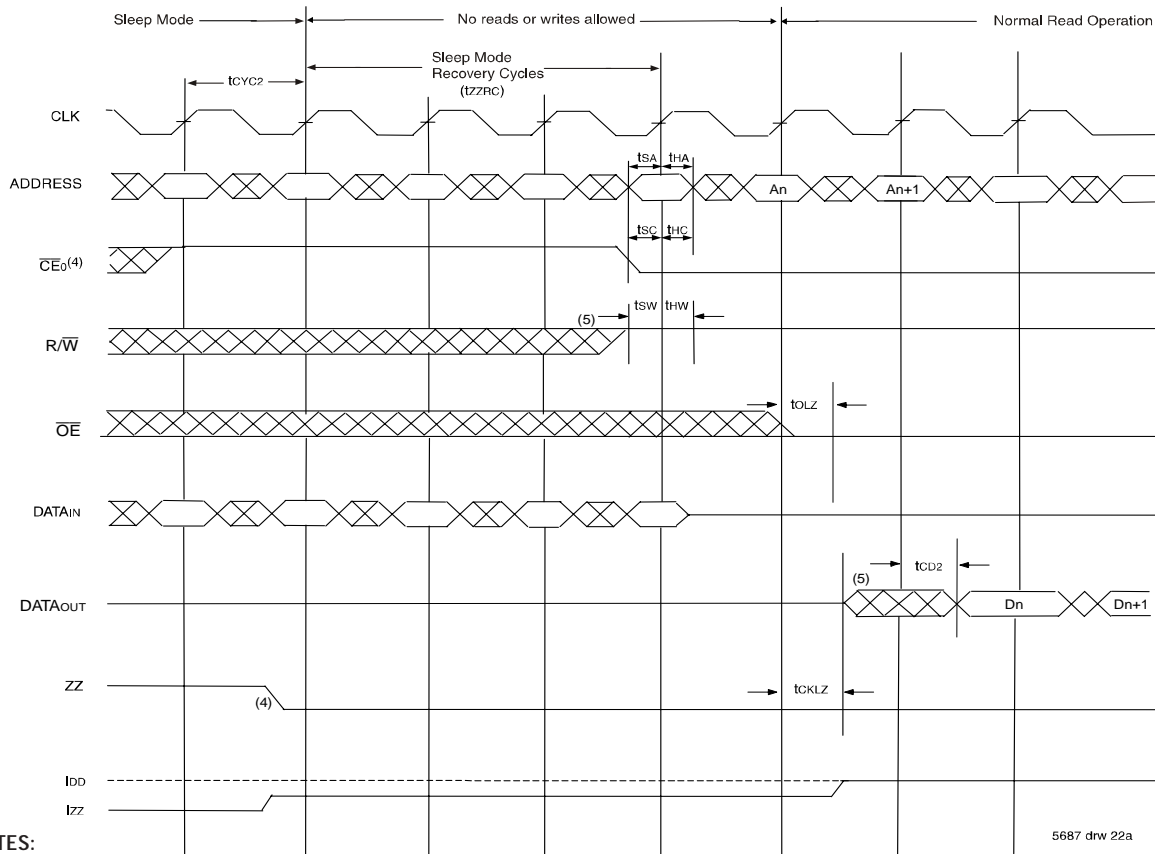 Sleep Mode
No reads or writes allowed
Normal Read Operation
Sleep Mode
Recovery Cycles
(tZZRC)
tCYC2
CLK
tSA tHA
ADDRESS
An
An+1
tSC tHC
CE0(4)
tSW tHW
(5)
R/W
tOLZ
OE
DATAIN
(5)
tCD2
DATAOUT
Dn
Dn+1
ZZ
(4)
tCKLZ
IDD
IZZ
5687 drw 22a
TES: